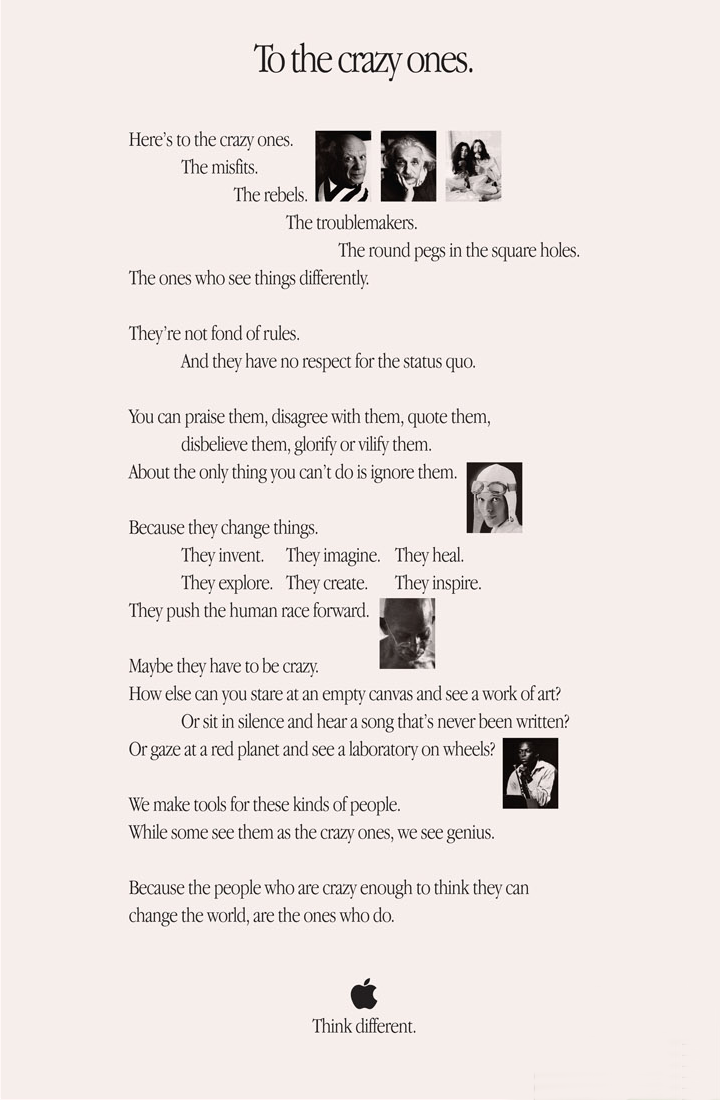 To the crazy ones.
Here's to the crazy ones.
The misfits.
The rebels.
The troublemakers.
The round pegs in the square holes.
The ones who see things differently.
They're not fond of rules.
And they have no respect for the status quo.
You can praise them, disagree with them, quote them,
disbelieve them, glorify or vilify them.
About the only thing you can't do is ignore them.
Because they change things.
They invent. They imagine. They heal.
They explore. They create. They inspire.
They push the human race forward.
Maybe they have to be crazy.
How else can you stare at an empty canvas and see a work of art?
Or sit in silence and hear a song that's never been written?
Or gaze at a red planet and see a laboratory on wheels?
We make tools for these kinds of people.
While some see them as the crazy ones, we see genius.
Because the people who are crazy enough to think they can
change the world, are the ones who do.
Think different.